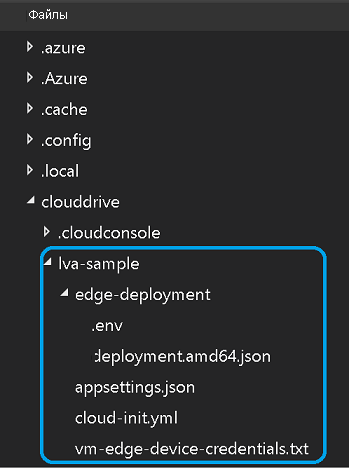 Файлы
.azure
.Azure
.cache
.config
.local
clouddrive
.cloudconsole
lva-sample
edge-deployment
.env
deployment.amd64.json
appsettings.json
cloud-init.yml
vm-edge-device-credentials.txt